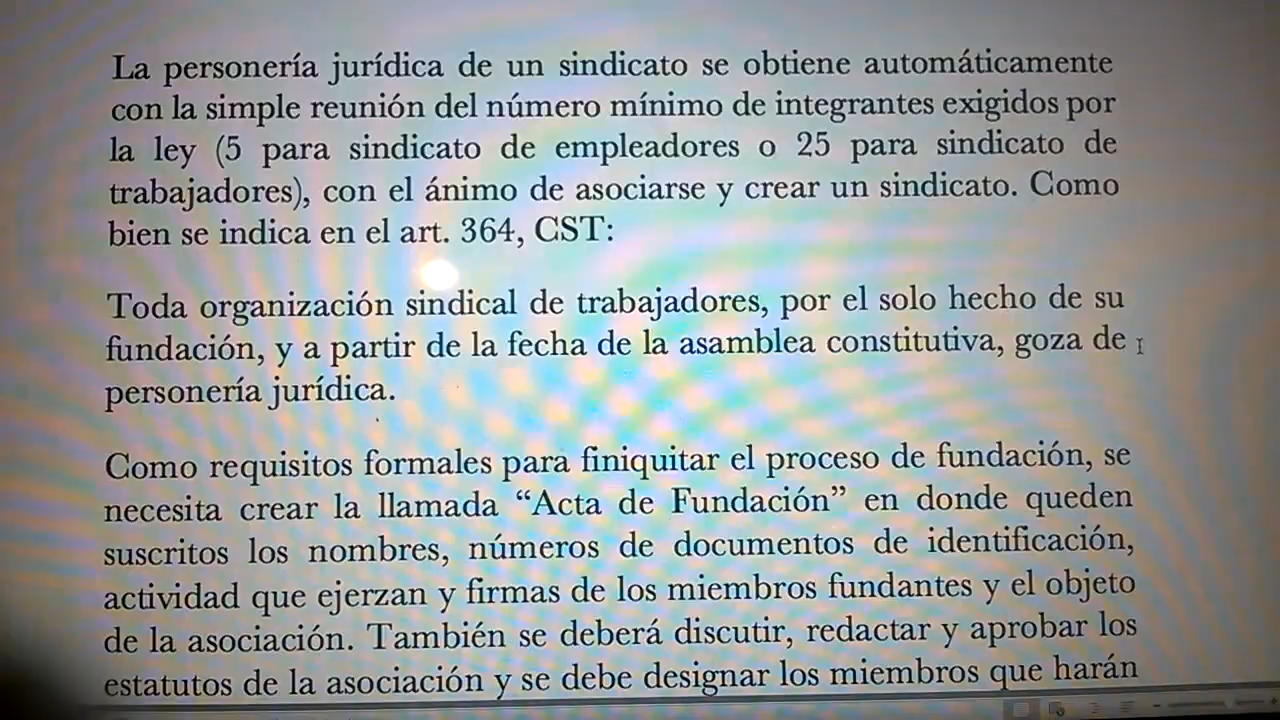 La personería jurídica de un sindicato se obtiene automáticamente
con la simple reunión del número mínimo de integrantes exigidos por
la ley (5 para sindicato de empleadores o 25 para sindicato de
trabajadores), con el ánimo de asociarse y crear un sindicato. Como
bien se indica en el art. 364, CST:
Toda organización sindical de trabajadores, por el solo hecho de su
fundación, y a partir de la fecha de la asamblea constitutiva, goza de
personería jurídica.
Como requisitos formales para finiquitar el proceso de fundación, se
necesita crear la llamada “Acta de Fundación” en donde queden
suscritos los nombres, números de documentos de identificación,
actividad que ejerzan y firmas de los miembros fundantes y el objeto
de la asociación. También se deberá discutir, redactar y aprobar los
estatutos de la asociación y se debe designar los miembros que harán